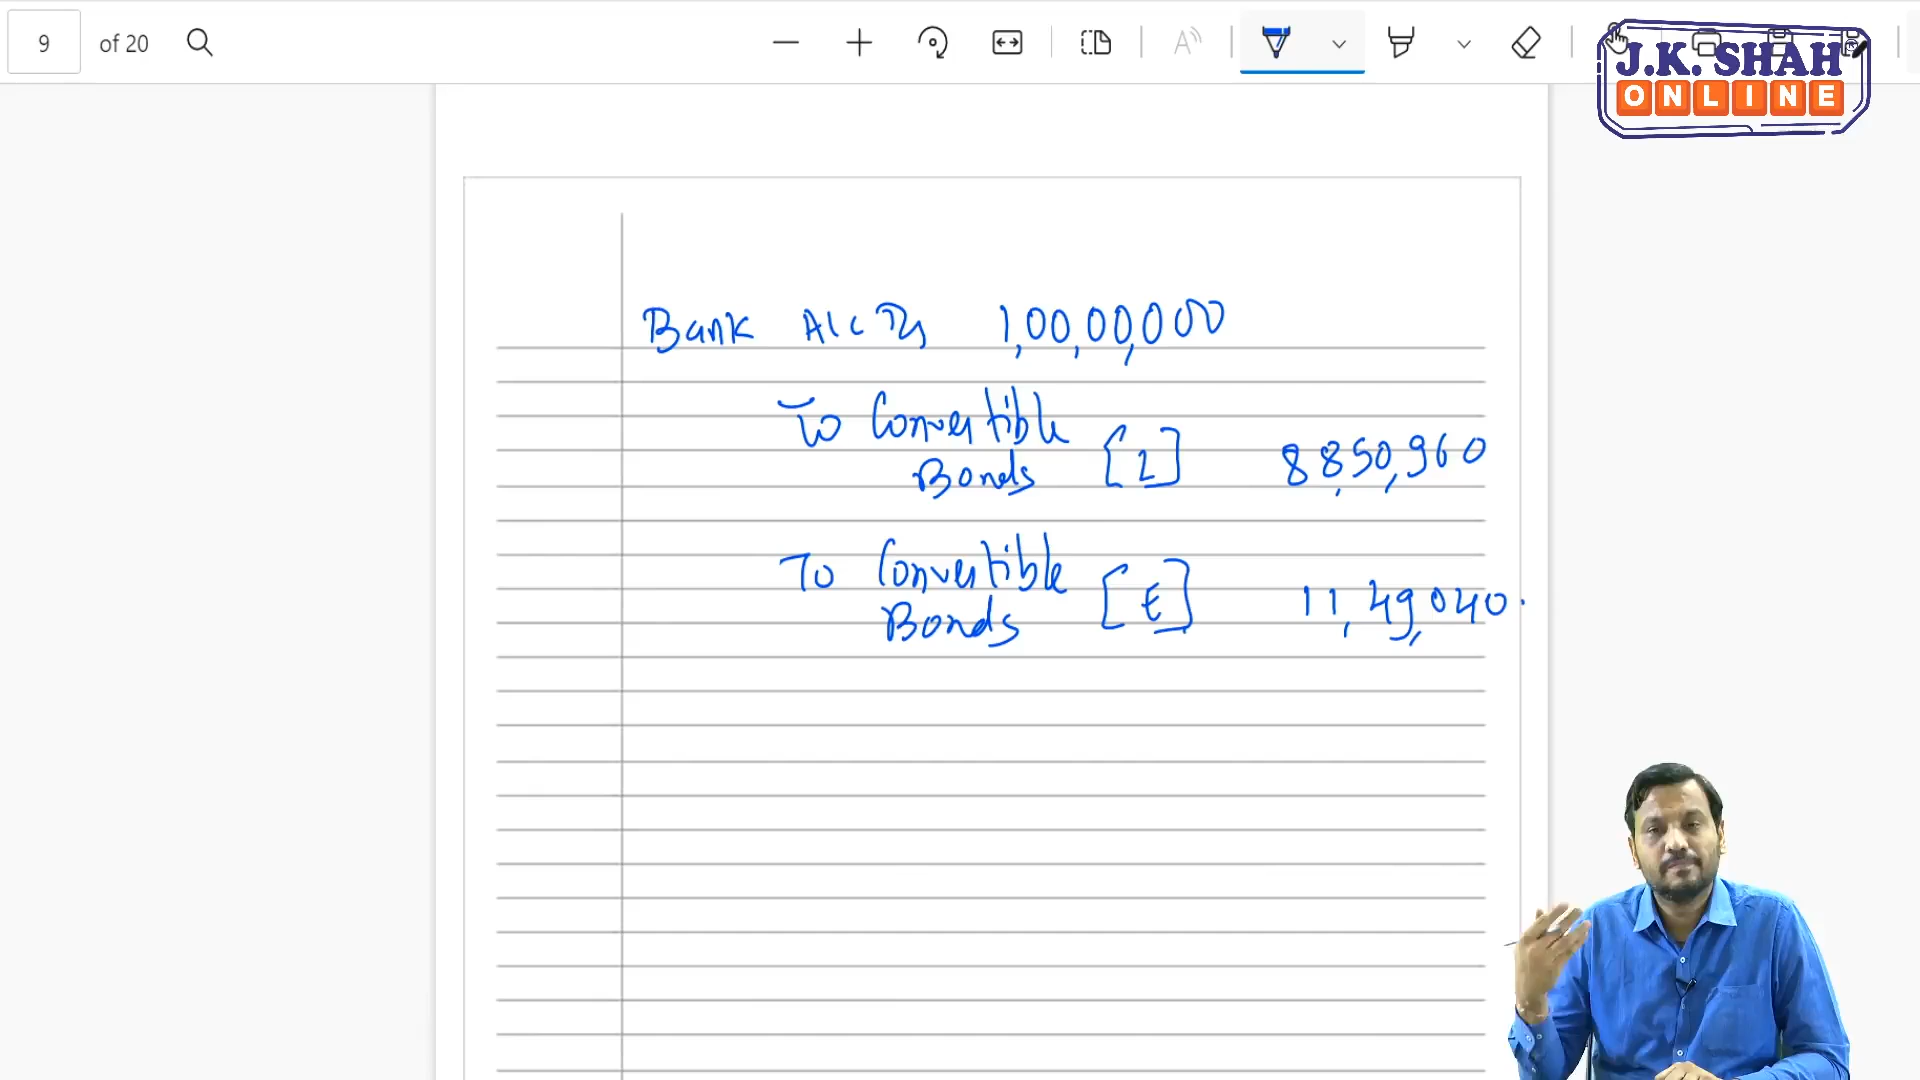 9 of 20
J.K. SHAH
ONLINE
Bank A/c Dr 1,00,00,000
To Convertible
Bonds [L] 88,50,960
To Convertible
Bonds [E] 11,49,040.